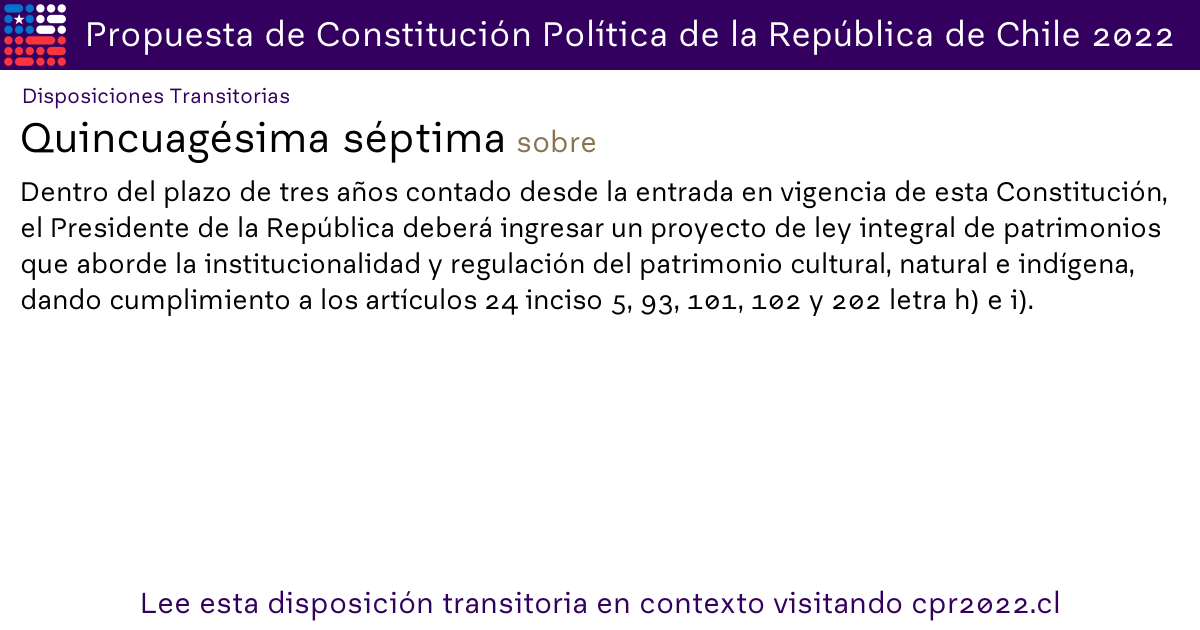 Propuesta de Constitución Política de la República de Chile 2022
Disposiciones Transitorias
Quincuagésima séptima sobre
Dentro del plazo de tres años contado desde la entrada en vigencia de esta Constitución,
el Presidente de la República deberá ingresar un proyecto de ley integral de patrimonios
que aborde la institucionalidad y regulación del patrimonio cultural, natural e indígena,
dando cumplimiento a los artículos 24 inciso 5, 93, 101, 102 y 202 letra h) e i).
Lee esta disposición transitoria en contexto visitando cpr2022.cl